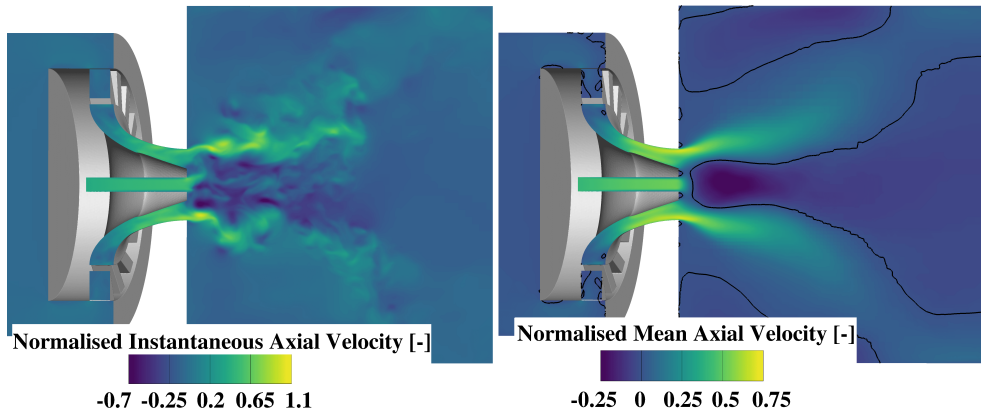 Normalised Instantaneous Axial Velocity [-]
-0.7 -0.25 0.2 0.65 1.1
Normalised Mean Axial Velocity [-]
-0.25 0 0.25 0.5 0.75